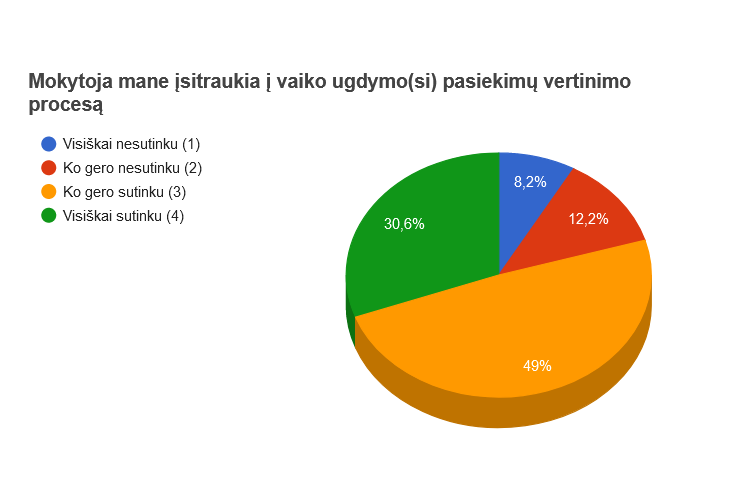 Mokytoja mane įsitraukia į vaiko ugdymo(si) pasiekimų vertinimo
procesą
Visiškai nesutinku (1)
Ko gero nesutinku (2)
Ko gero sutinku (3)
Visiškai sutinku (4)
8,2%
12,2%
30,6%
49%